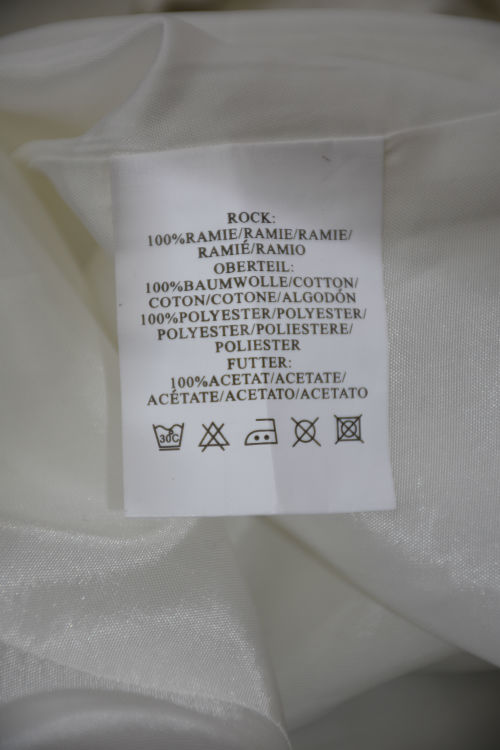 ROCK:
100%RAMIE/RAMIE/RAMIE/
RAMIÉ/RAMIO
OBERTEIL:
100%BAUMWOLLE/COTTON/
COTON/COTONE/ALGODÓN
100%POLYESTER/POLYESTER/
POLYESTER/POLIESTERE/
POLIESTER
FUTTER:
100%ACETAT/ACETATE/
ACÉTATE/ACETATO/ACETATO
30C